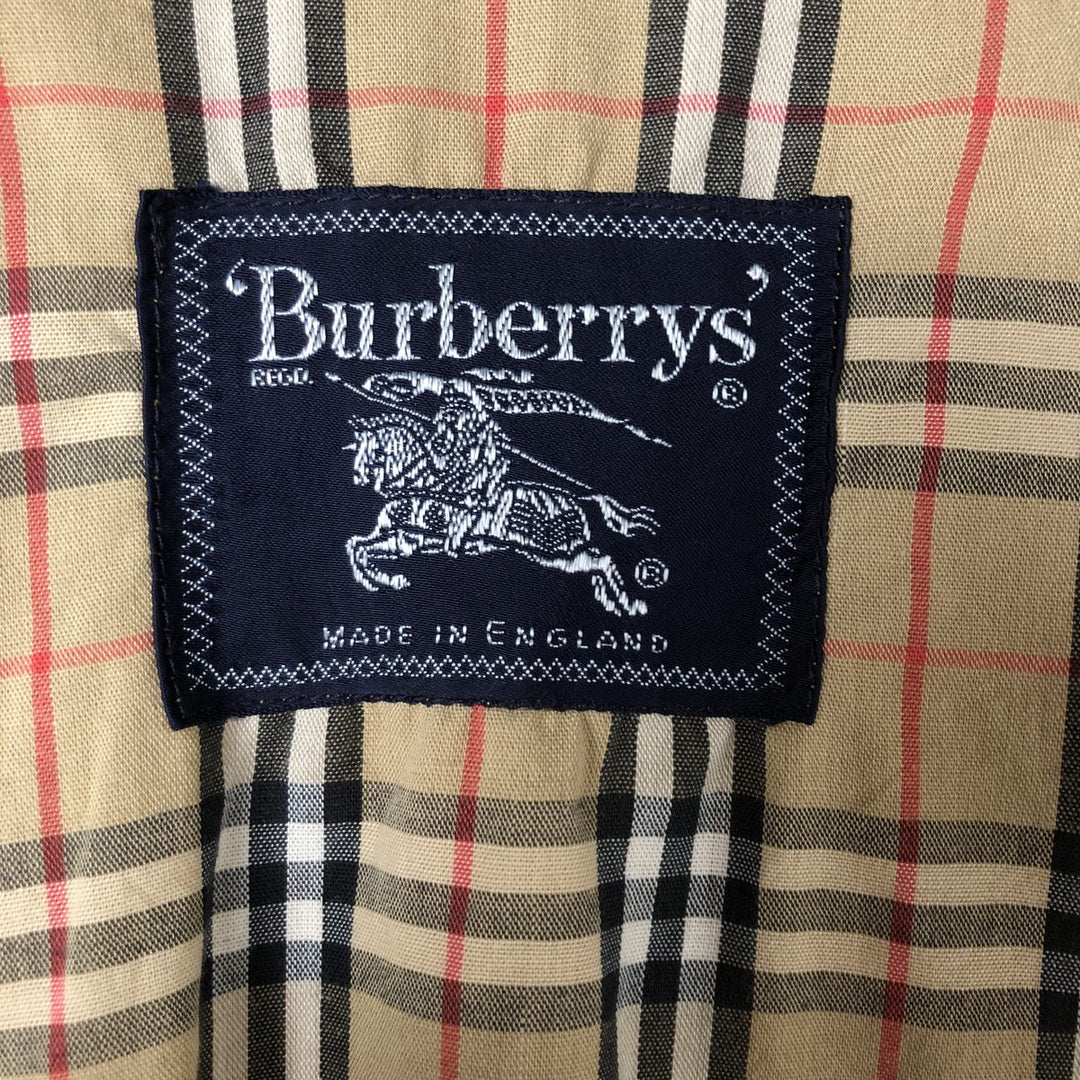 ‘Burberrys’
REGD. ®
®
MADE IN ENGLAND